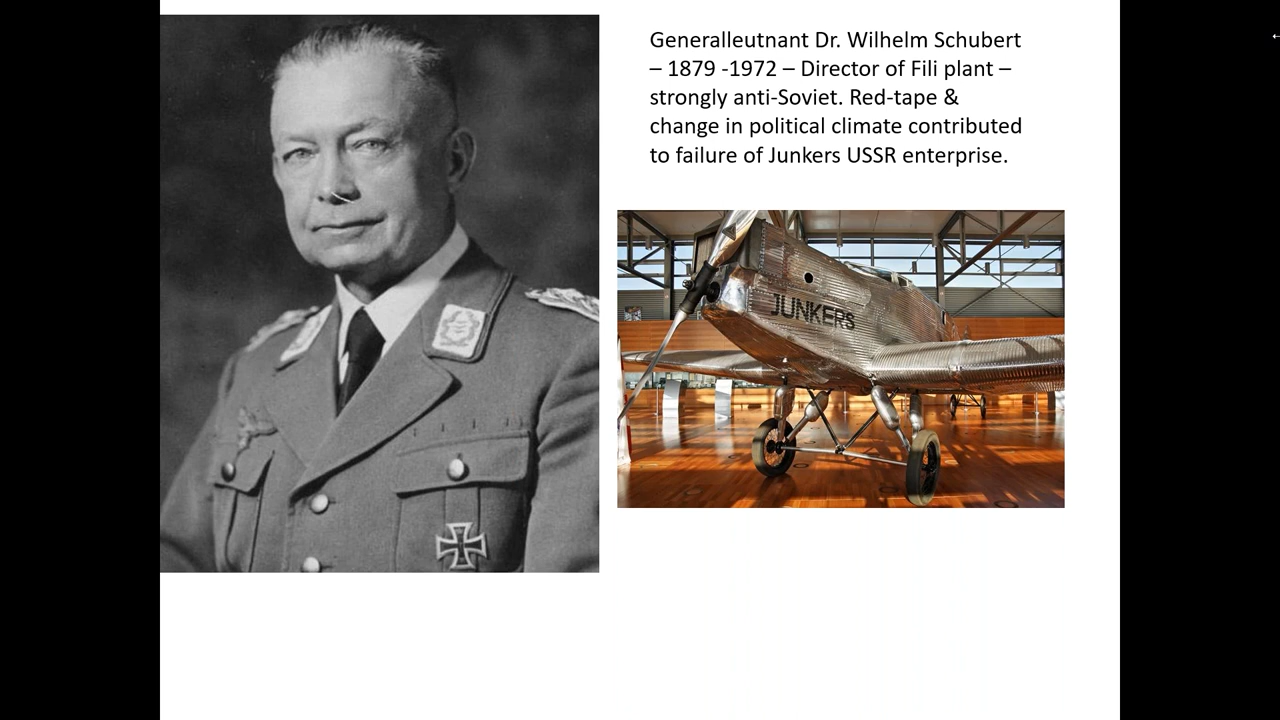 Generalleutnant Dr. Wilhelm Schubert
– 1879 -1972 – Director of Fili plant –
strongly anti-Soviet. Red-tape &
change in political climate contributed
to failure of Junkers USSR enterprise.
JUNKERS